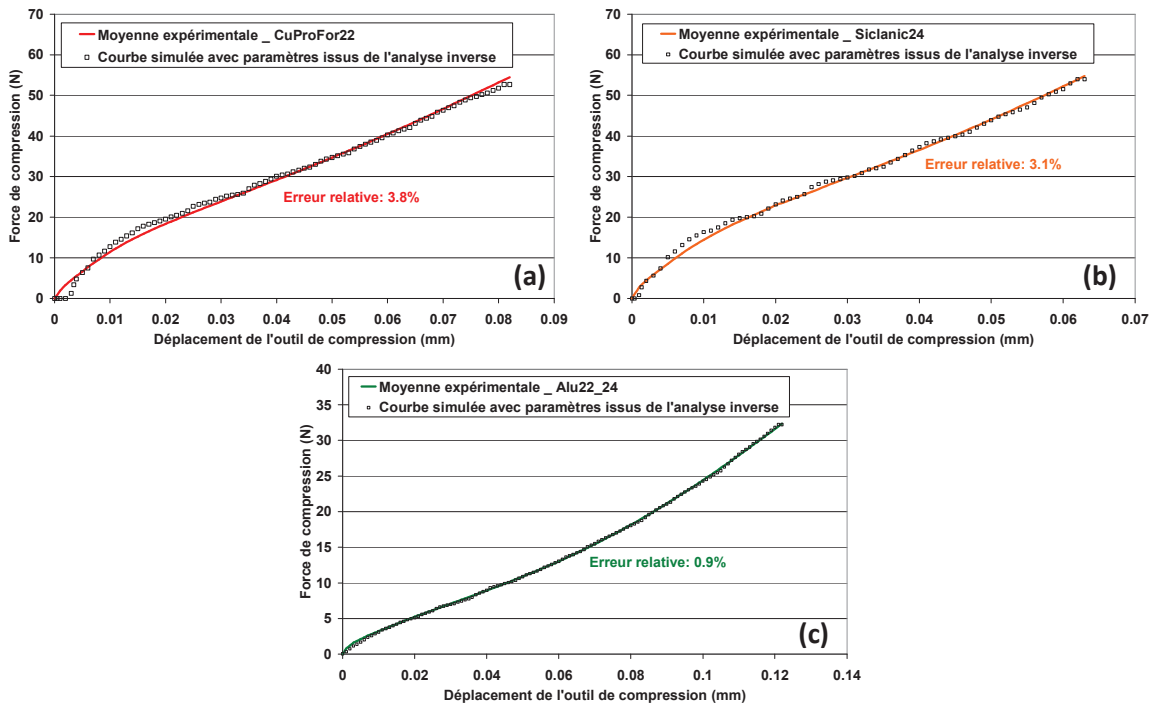 Moyenne expérimentale _ CuProFor22
Courbe simulée avec paramètres issus de l'analyse inverse
Force de compression (N)
70
60
50
40
30
20
10
0
Erreur relative: 3.8%
(a)
0 0.01 0.02 0.03 0.04 0.05 0.06 0.07 0.08 0.09
Déplacement de l'outil de compression (mm)
Moyenne expérimentale _ Siclanic24
Courbe simulée avec paramètres issus de l'analyse inverse
Force de compression (N)
70
60
50
40
30
20
10
0
Erreur relative: 3.1%
(b)
0 0.01 0.02 0.03 0.04 0.05 0.06 0.07
Déplacement de l'outil de compression (mm)
Moyenne expérimentale _ Alu22_24
Courbe simulée avec paramètres issus de l'analyse inverse
Force de compression (N)
40
35
30
25
20
15
10
5
0
Erreur relative: 0.9%
(c)
0 0.02 0.04 0.06 0.08 0.1 0.12 0.14
Déplacement de l'outil de compression (mm)